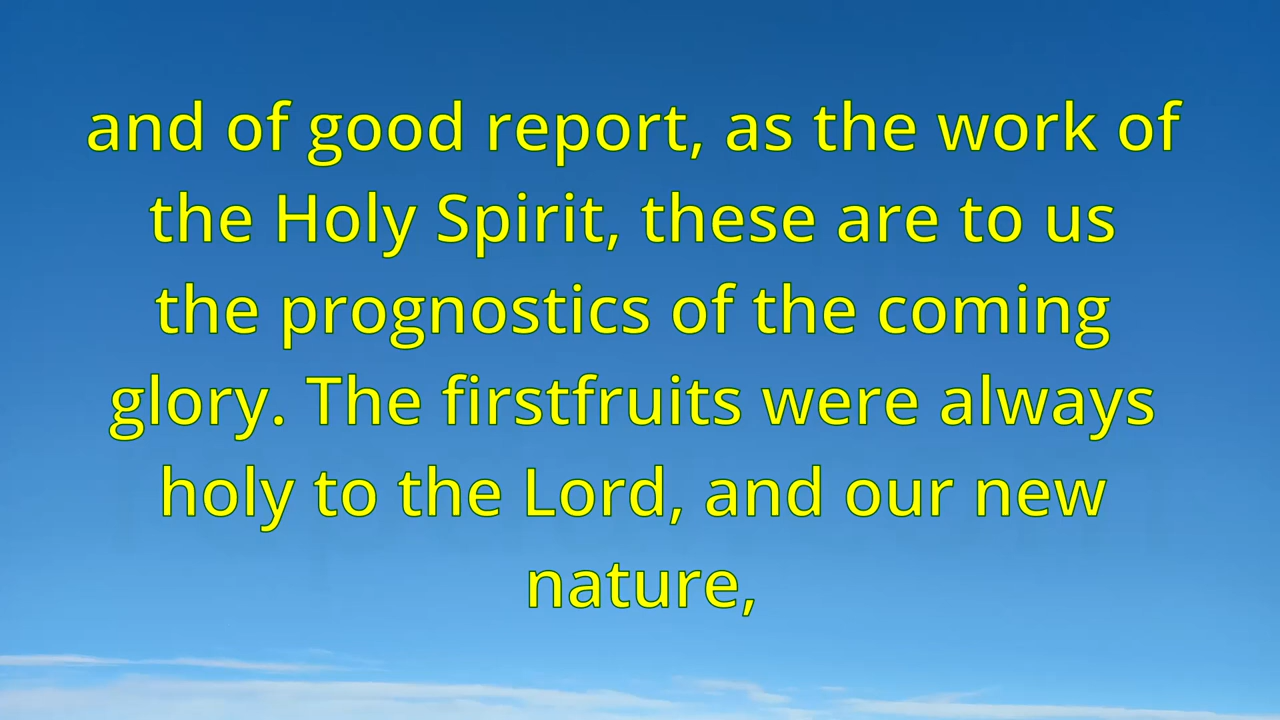 and of good report, as the work of
the Holy Spirit, these are to us
the prognostics of the coming
glory. The firstfruits were always
holy to the Lord, and our new
nature,